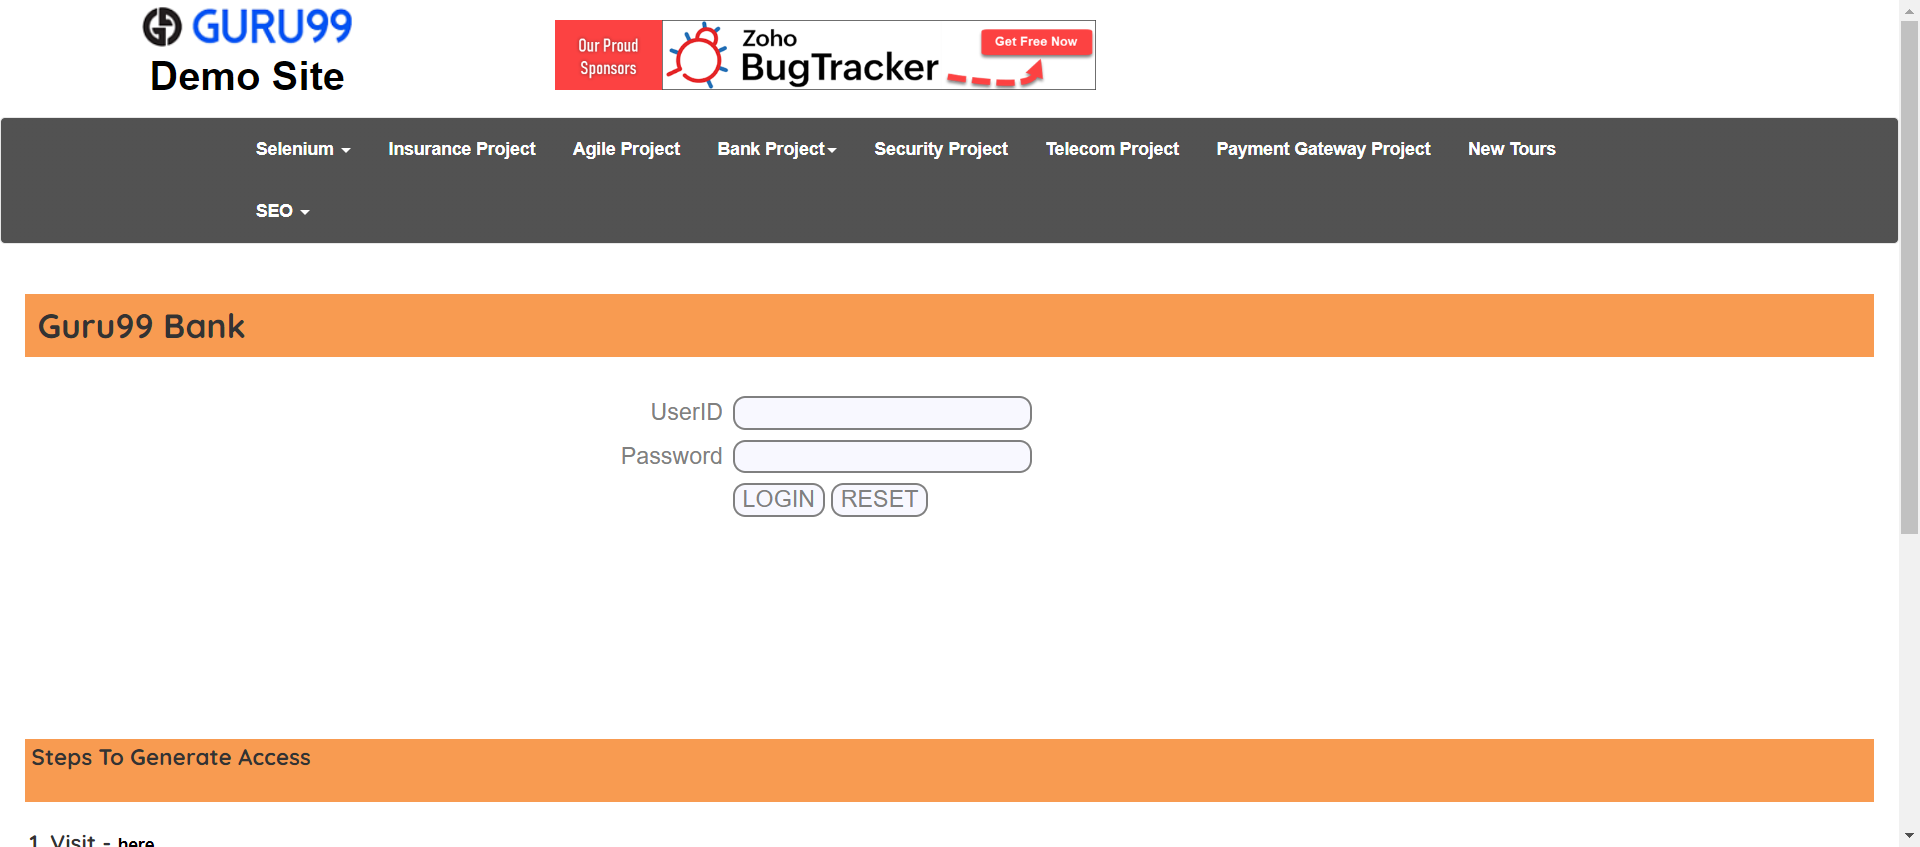 GURU99
Demo Site
Our Proud
Sponsors
Zoho
BugTracker
Get Free Now
Selenium
Insurance Project
Agile Project
Bank Project
Security Project
Telecom Project
Payment Gateway Project
New Tours
SEO
Guru99 Bank
UserID
Password
LOGIN
RESET
Steps To Generate Access
1. Visit - here